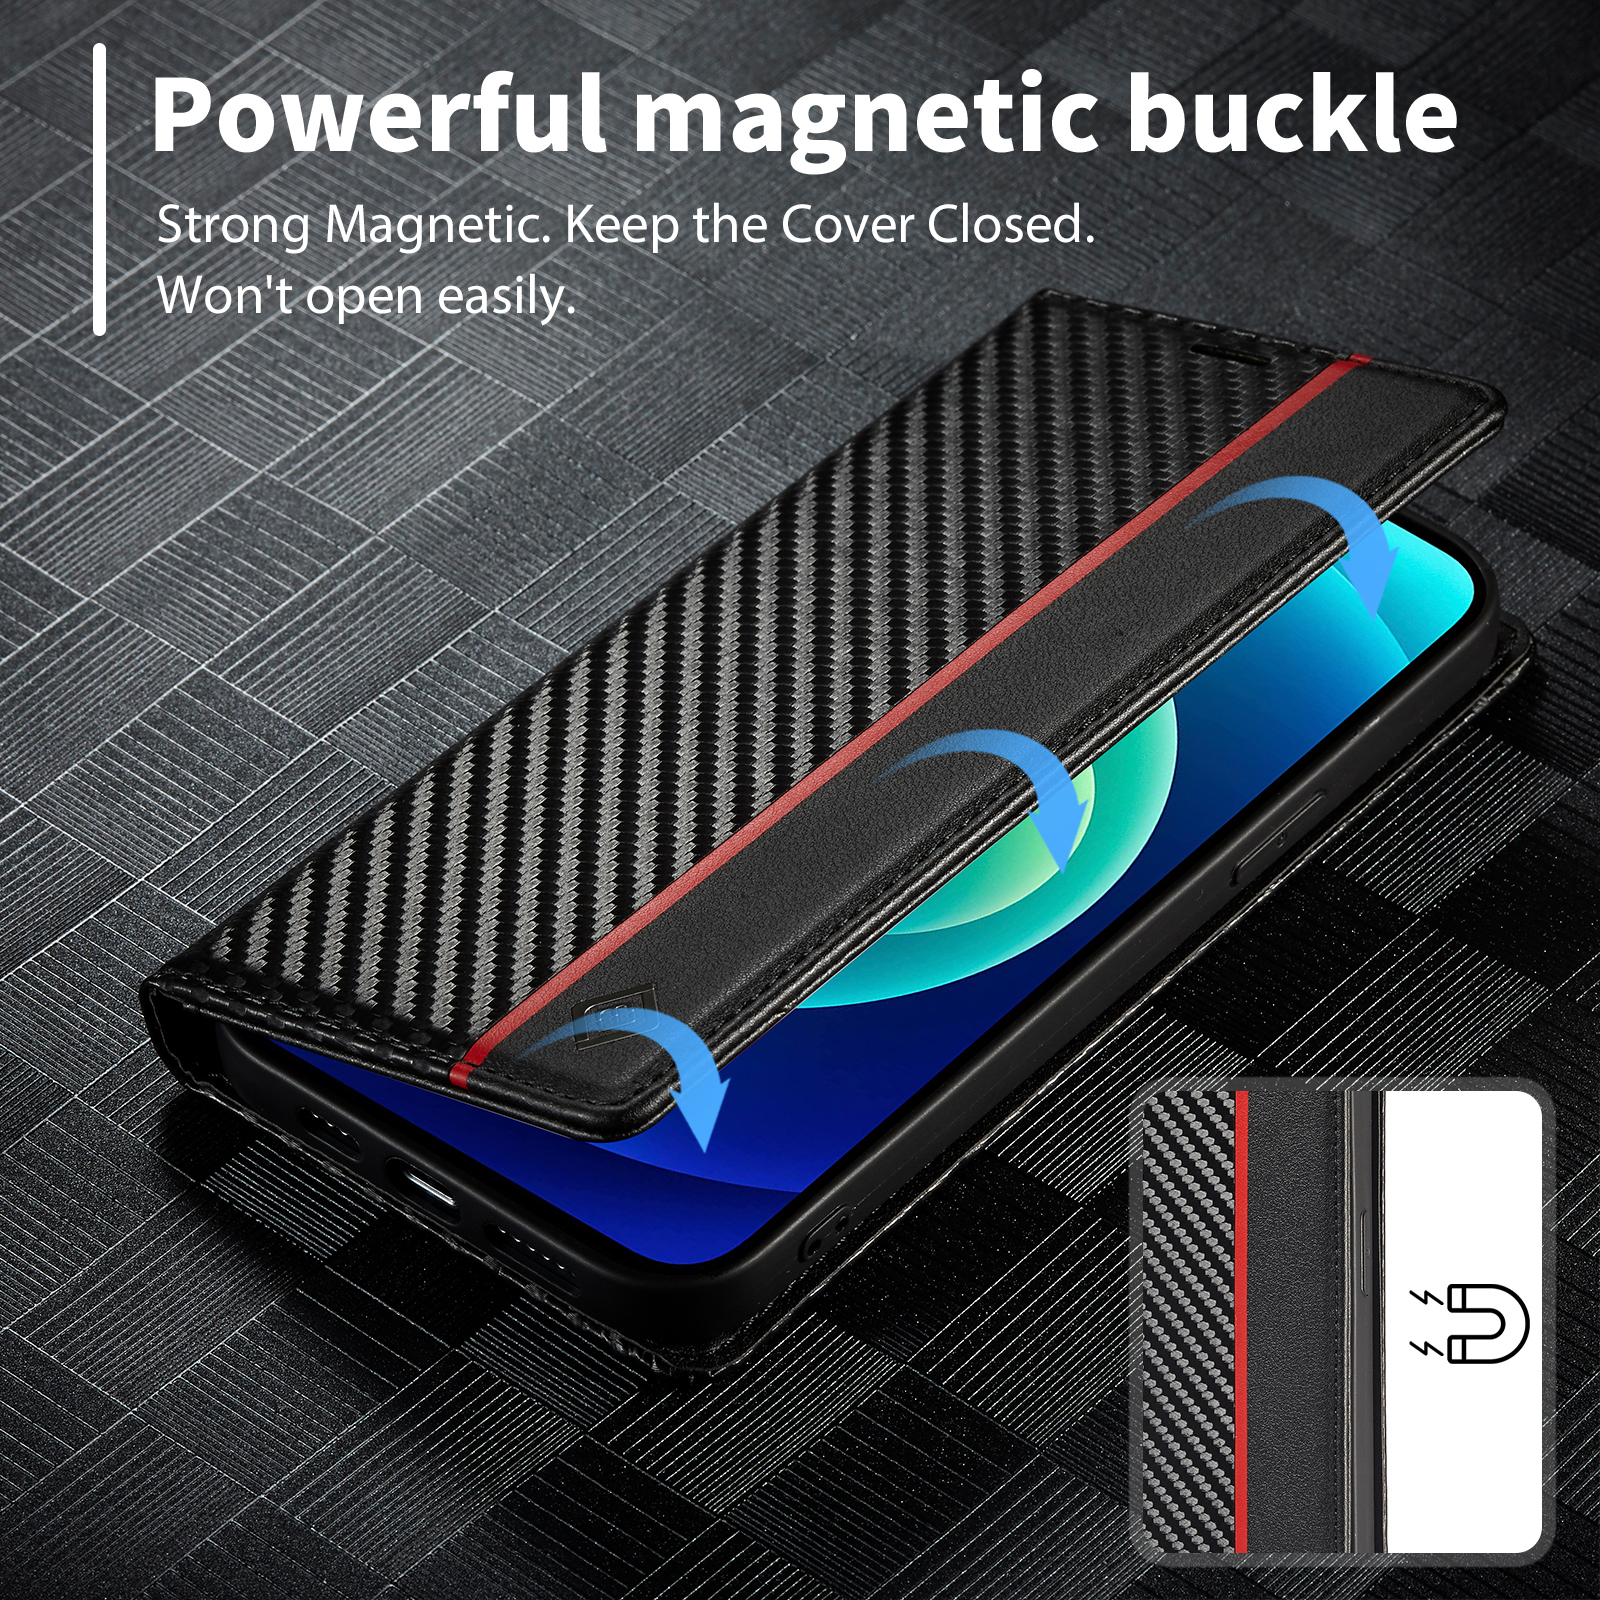 Powerful magnetic buckle
Strong Magnetic. Keep the Cover Closed.
Won't open easily.